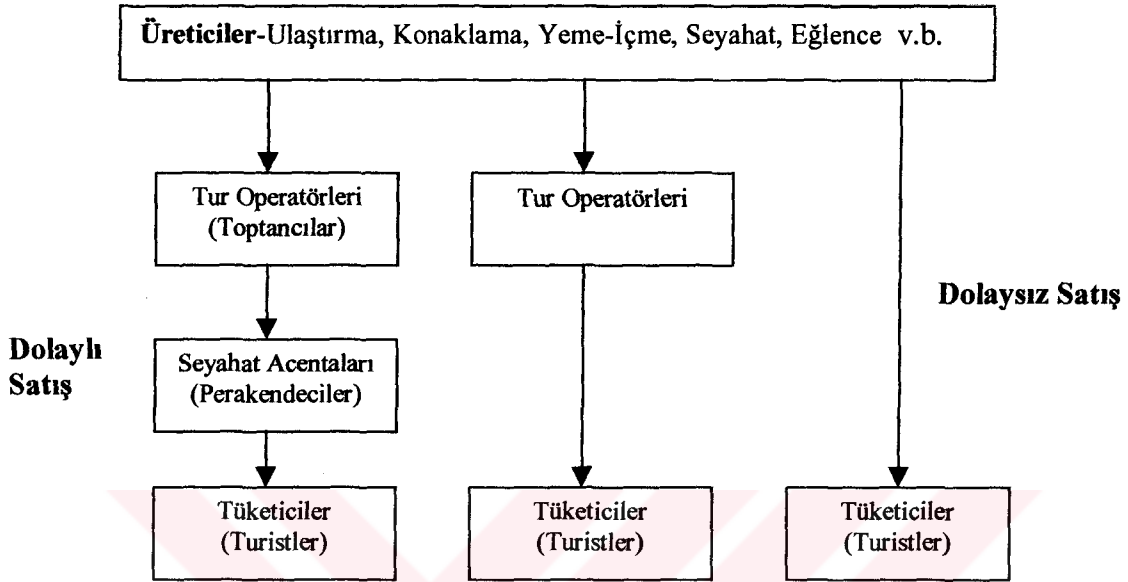 Üreticiler-Ulaştırma, Konaklama, Yeme-İçme, Seyahat, Eğlence v.b.
Tur Operatörleri
(Toptancılar)
Tur Operatörleri
Dolaysız Satış
Dolaylı
Satış
Seyahat Acentaları
(Perakendeciler)
Tüketiciler
(Turistler)
Tüketiciler
(Turistler)
Tüketiciler
(Turistler)